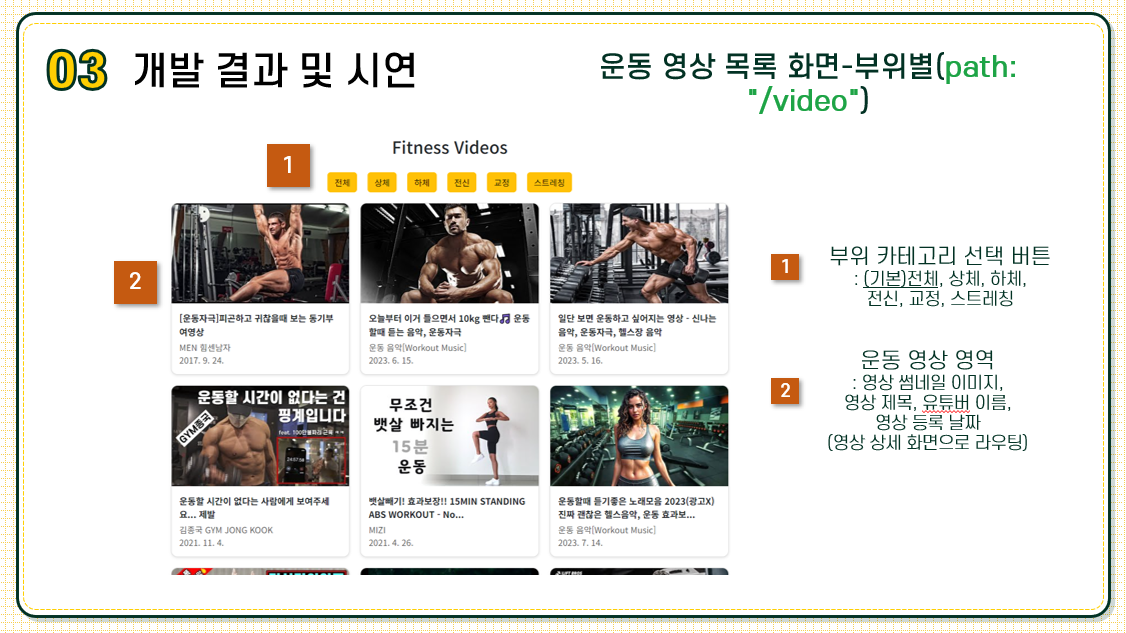 03 개발 결과 및 시연
운동 영상 목록 화면-부위별(path:
"/video")
Fitness Videos
1
전체 상체 하체 전신 교정 스트레칭
2
[운동자극]피곤하고 귀찮을때 보는 동기부
여영상
MEN 힘센남자
2017. 9. 24.
오늘부터 이거 들으면서 10kg 뺀다🎵 운동
할때 듣는 음악, 운동자극
운동 음악[Workout Music]
2023. 6. 15.
일단 보면 운동하고 싶어지는 영상 - 신나는
음악, 운동자극, 헬스장 음악
운동 음악[Workout Music]
2023. 5. 16.
운동할 시간이 없다는 건
핑계입니다
GYM종국
운동할 시간이 없다는 사람에게 보여주세
요... 제발
김종국 GYM JONG KOOK
2021. 11. 4.
무조건
뱃살 빠지는
15분
운동
뱃살빼기! 효과보장!! 15MIN STANDING
ABS WORKOUT - No...
MIZI
2021. 4. 26.
운동할때 듣기좋은 노래모음 2023(광고X)
진짜 괜찮은 헬스음악, 운동 효과보...
운동 음악[Workout Music]
2023. 7. 14.
1
부위 카테고리 선택 버튼
: (기본)전체, 상체, 하체,
전신, 교정, 스트레칭
2
운동 영상 영역
: 영상 썸네일 이미지,
영상 제목, 유튜버 이름,
영상 등록 날짜
(영상 상세 화면으로 라우팅)